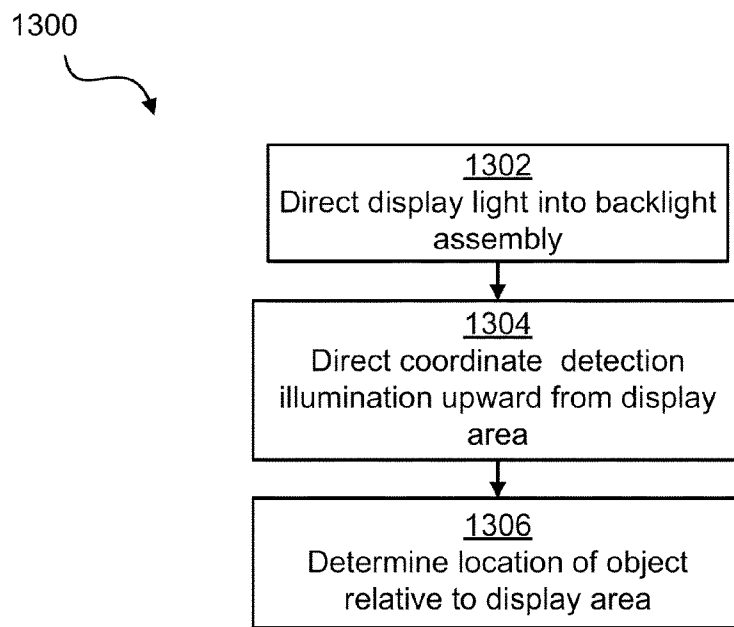 1300
1302
Direct display light into backlight
assembly
1304
Direct coordinate detection
illumination upward from display
area
1306
Determine location of object
relative to display area